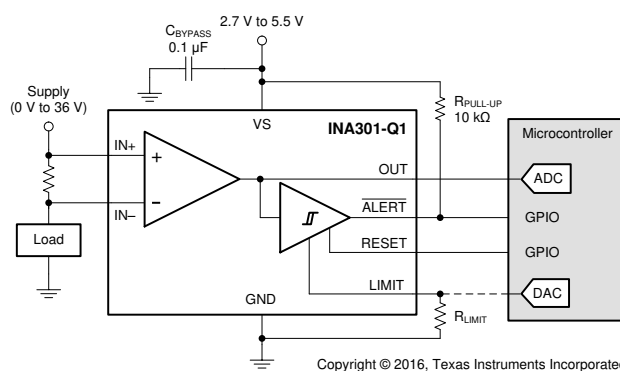 2.7 V to 5.5 V
CBYPASS
0.1 µF
Supply
(0 V to 36 V)
RPULL-UP
10 kΩ
VS
INA301-Q1
Microcontroller
IN+
+
OUT
ADC
–
IN–
ALERT
GPIO
Load
RESET
GPIO
LIMIT
DAC
GND
RLIMIT
Copyright © 2016, Texas Instruments Incorporated